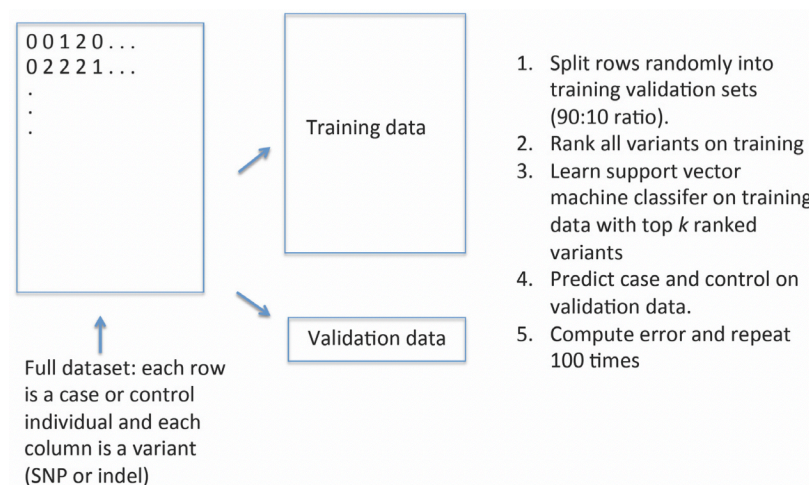 0 0 1 2 0 . . .
0 2 2 2 1 . . .
.
.
.
Full dataset: each row
is a case or control
individual and each
column is a variant
(SNP or indel)
Training data
Validation data
1. Split rows randomly into
training validation sets
(90:10 ratio).
2. Rank all variants on training
3. Learn support vector
machine classifer on training
data with top k ranked
variants
4. Predict case and control on
validation data.
5. Compute error and repeat
100 times